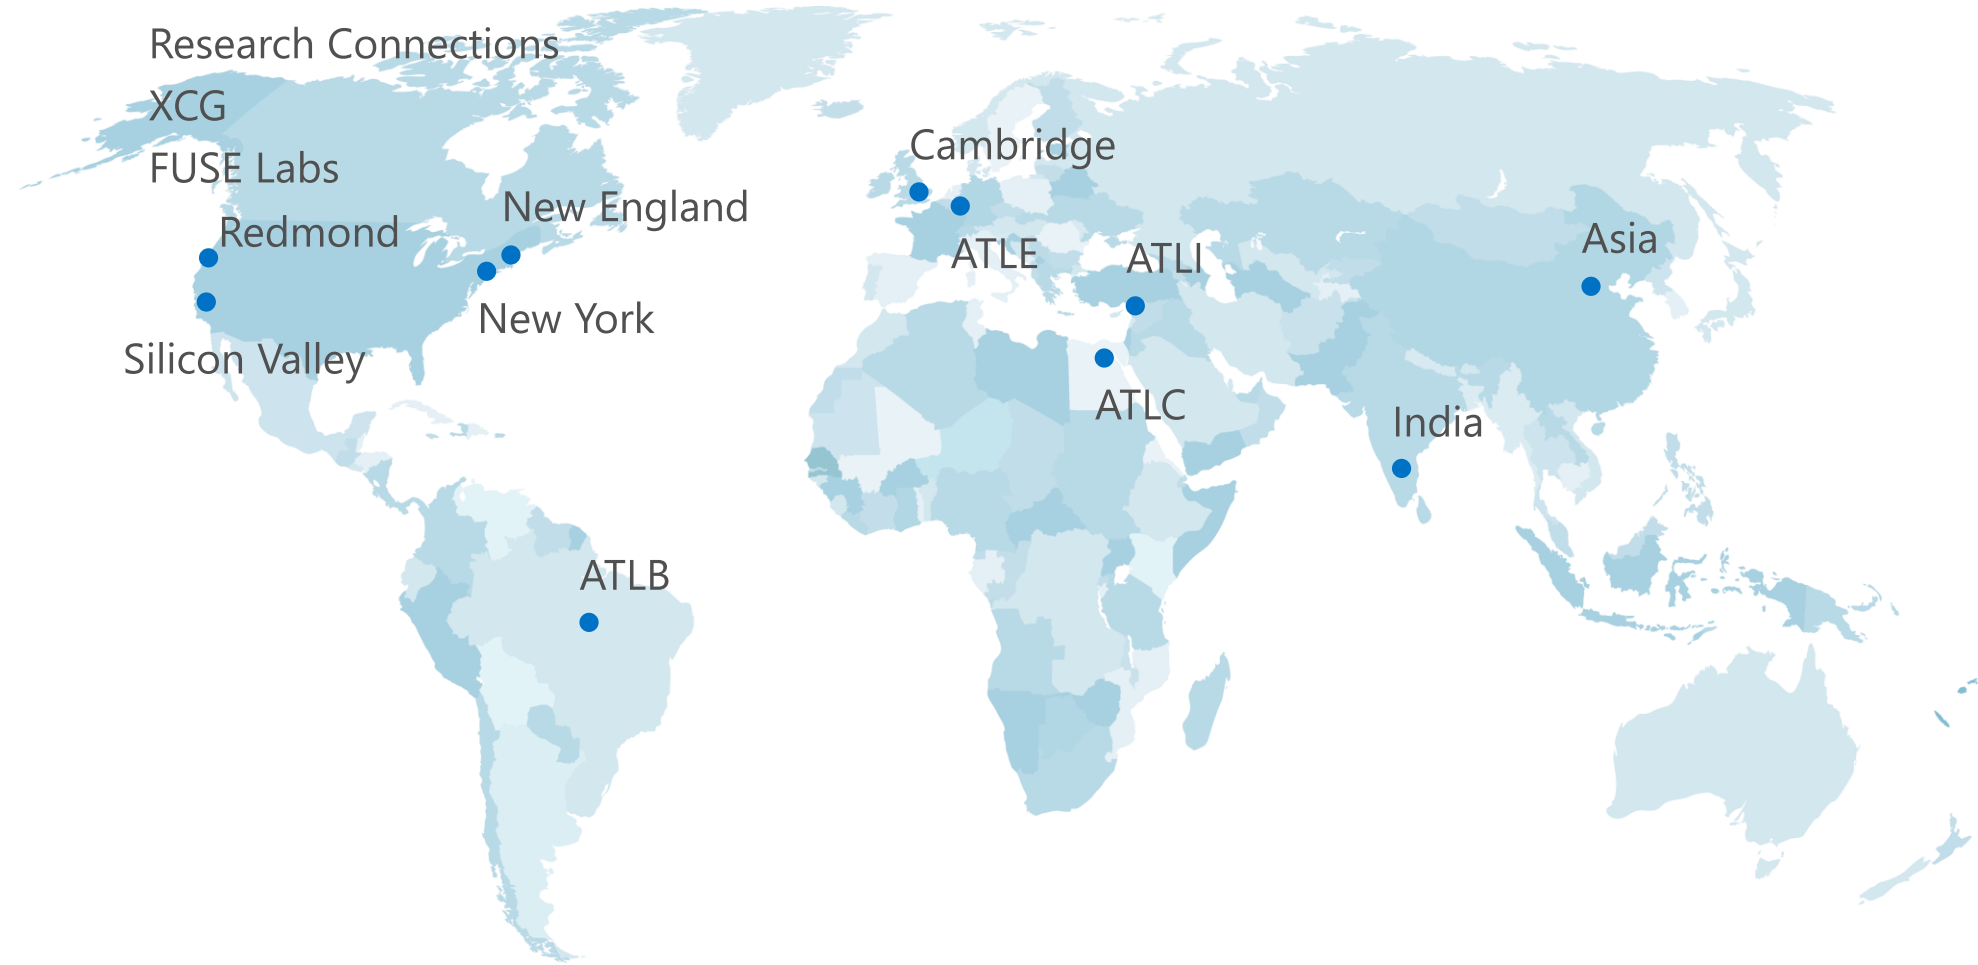 Research Connections
XCG
FUSE Labs
Redmond
New England
New York
Silicon Valley
Cambridge
ATLE
ATLI
ATLC
Asia
India
ATLB